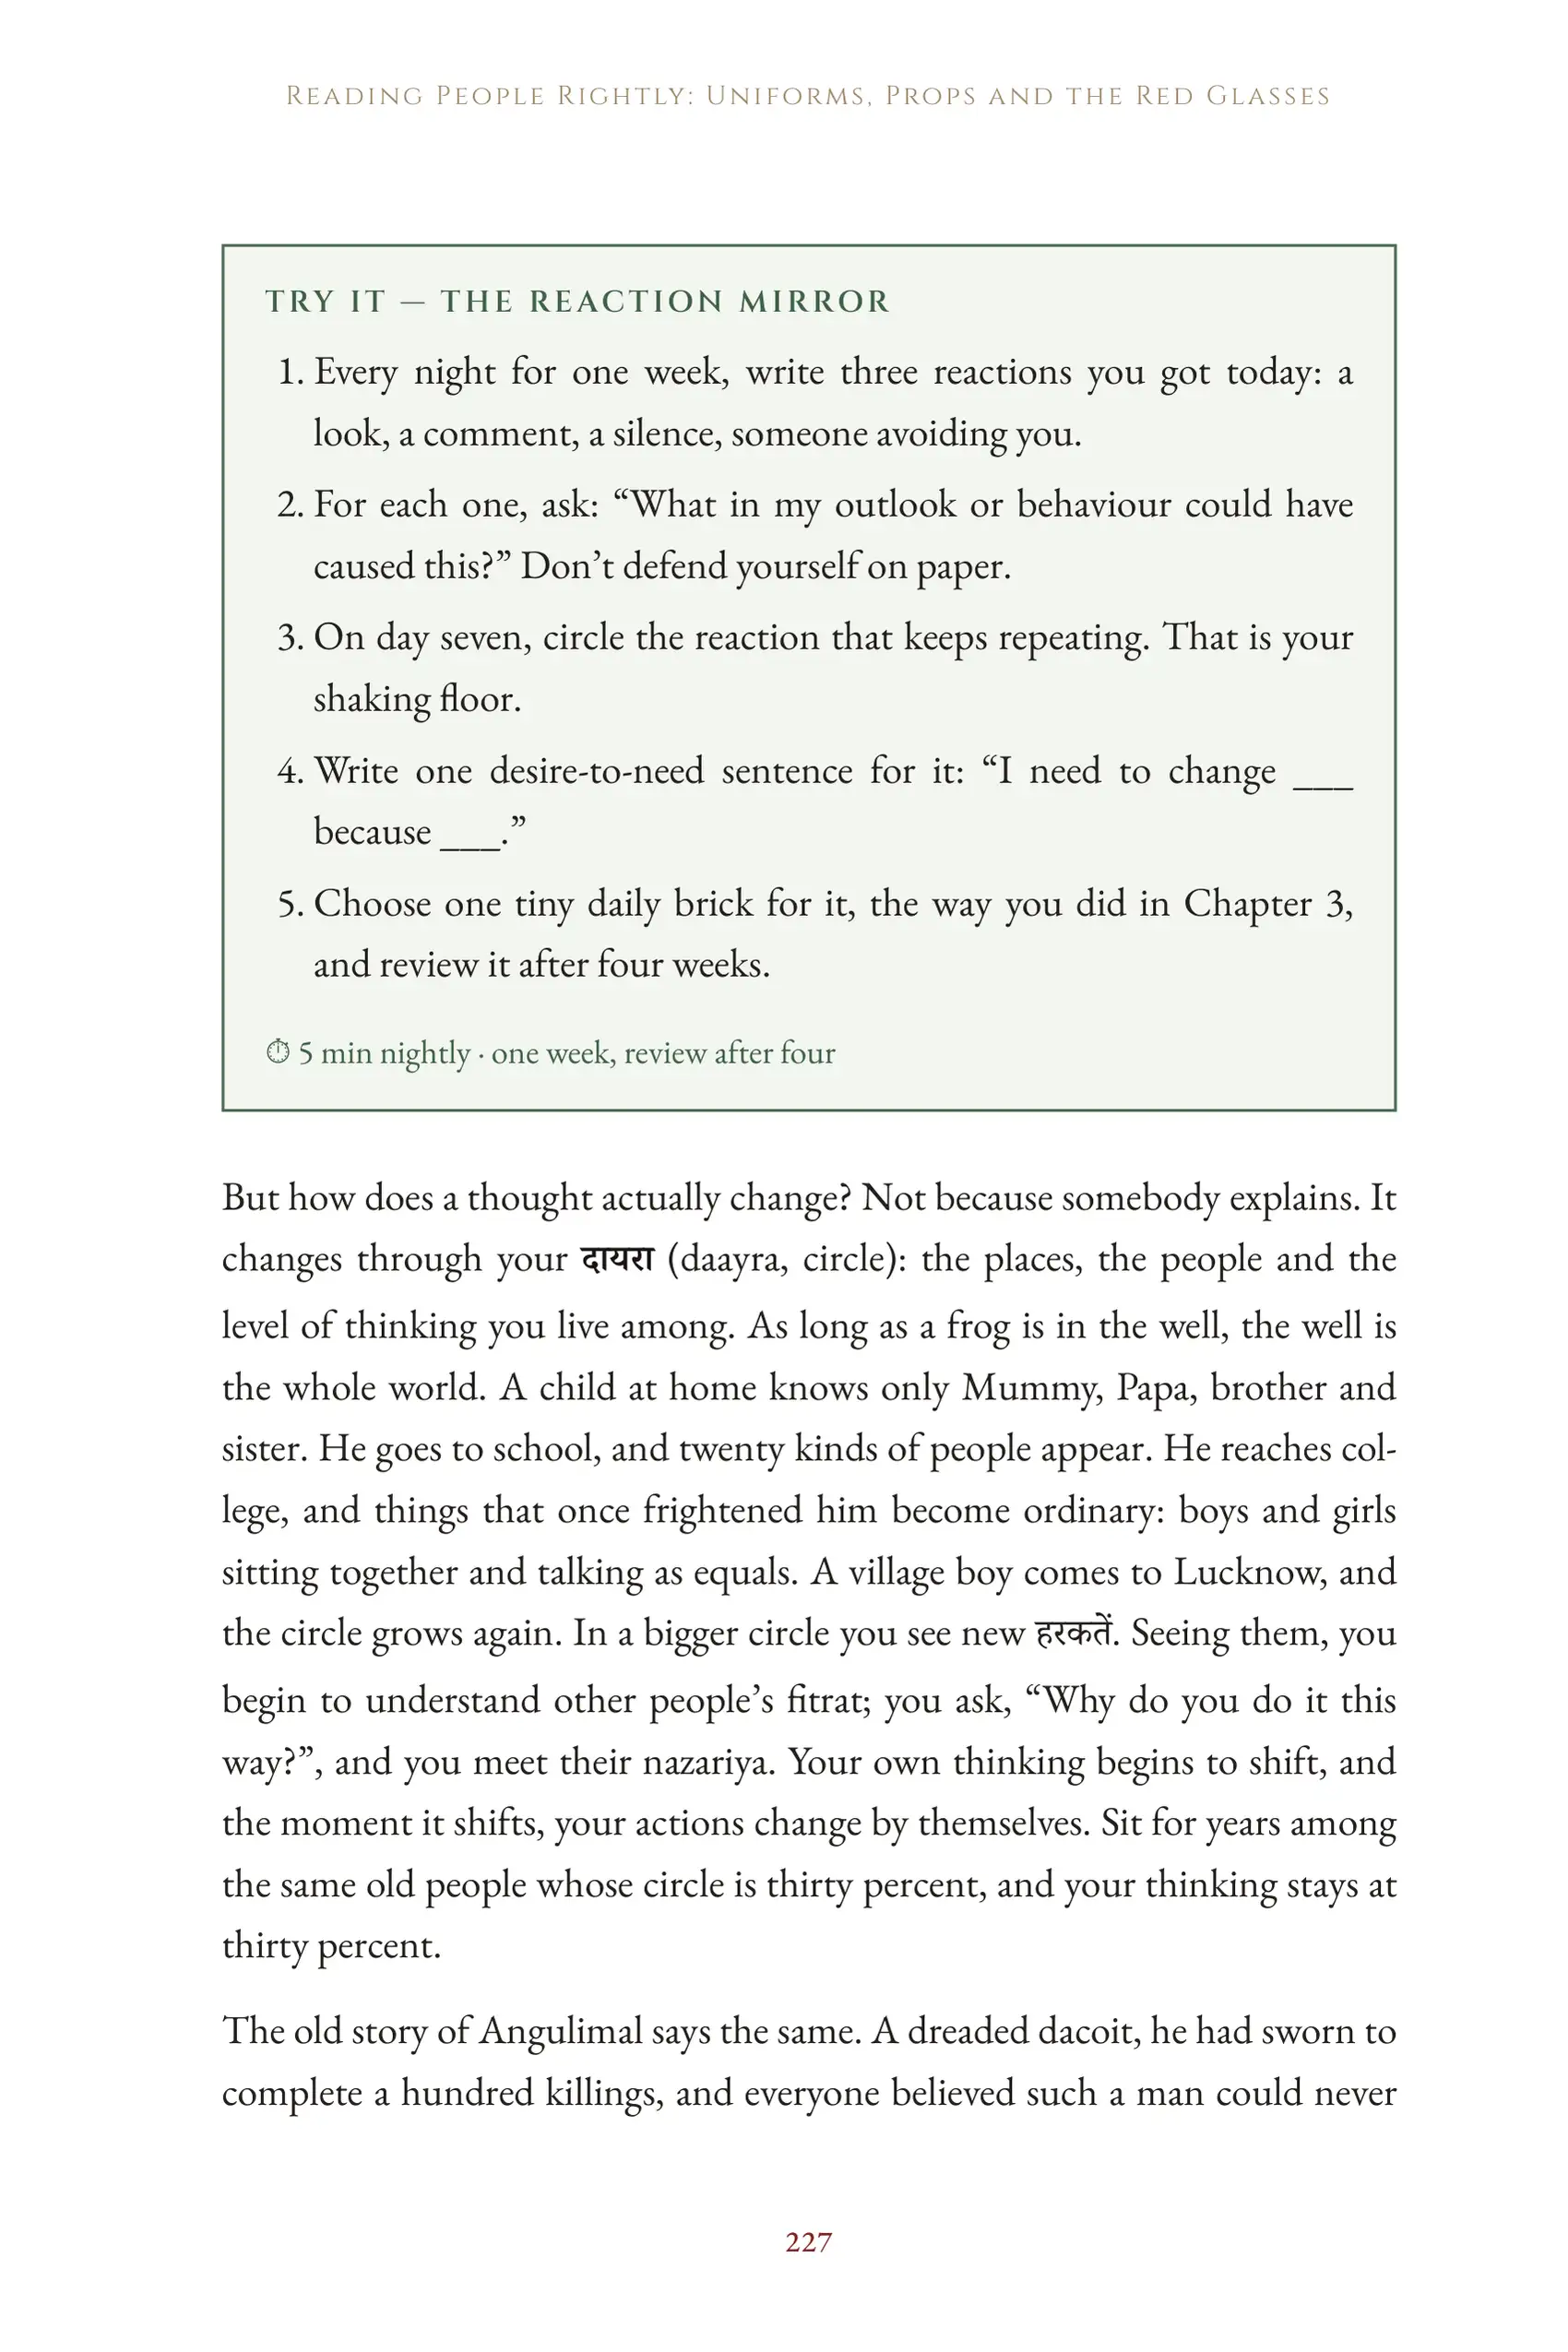 READING PEOPLE RIGHTLY: UNIFORMS, PROPS AND THE RED GLASSES
TRY IT — THE REACTION MIRROR
1. Every night for one week, write three reactions you got today: a
look, a comment, a silence, someone avoiding you.
2. For each one, ask: “What in my outlook or behaviour could have
caused this?” Don’t defend yourself on paper.
3. On day seven, circle the reaction that keeps repeating. That is your
shaking floor.
4. Write one desire-to-need sentence for it: “I need to change ___
because ___.”
5. Choose one tiny daily brick for it, the way you did in Chapter 3,
and review it after four weeks.
⏱ 5 min nightly · one week, review after four
But how does a thought actually change? Not because somebody explains. It
changes through your दायरा (daayra, circle): the places, the people and the
level of thinking you live among. As long as a frog is in the well, the well is
the whole world. A child at home knows only Mummy, Papa, brother and
sister. He goes to school, and twenty kinds of people appear. He reaches col-
lege, and things that once frightened him become ordinary: boys and girls
sitting together and talking as equals. A village boy comes to Lucknow, and
the circle grows again. In a bigger circle you see new हरकतें. Seeing them, you
begin to understand other people’s fitrat; you ask, “Why do you do it this
way?”, and you meet their nazariya. Your own thinking begins to shift, and
the moment it shifts, your actions change by themselves. Sit for years among
the same old people whose circle is thirty percent, and your thinking stays at
thirty percent.
The old story of Angulimal says the same. A dreaded dacoit, he had sworn to
complete a hundred killings, and everyone believed such a man could never
227